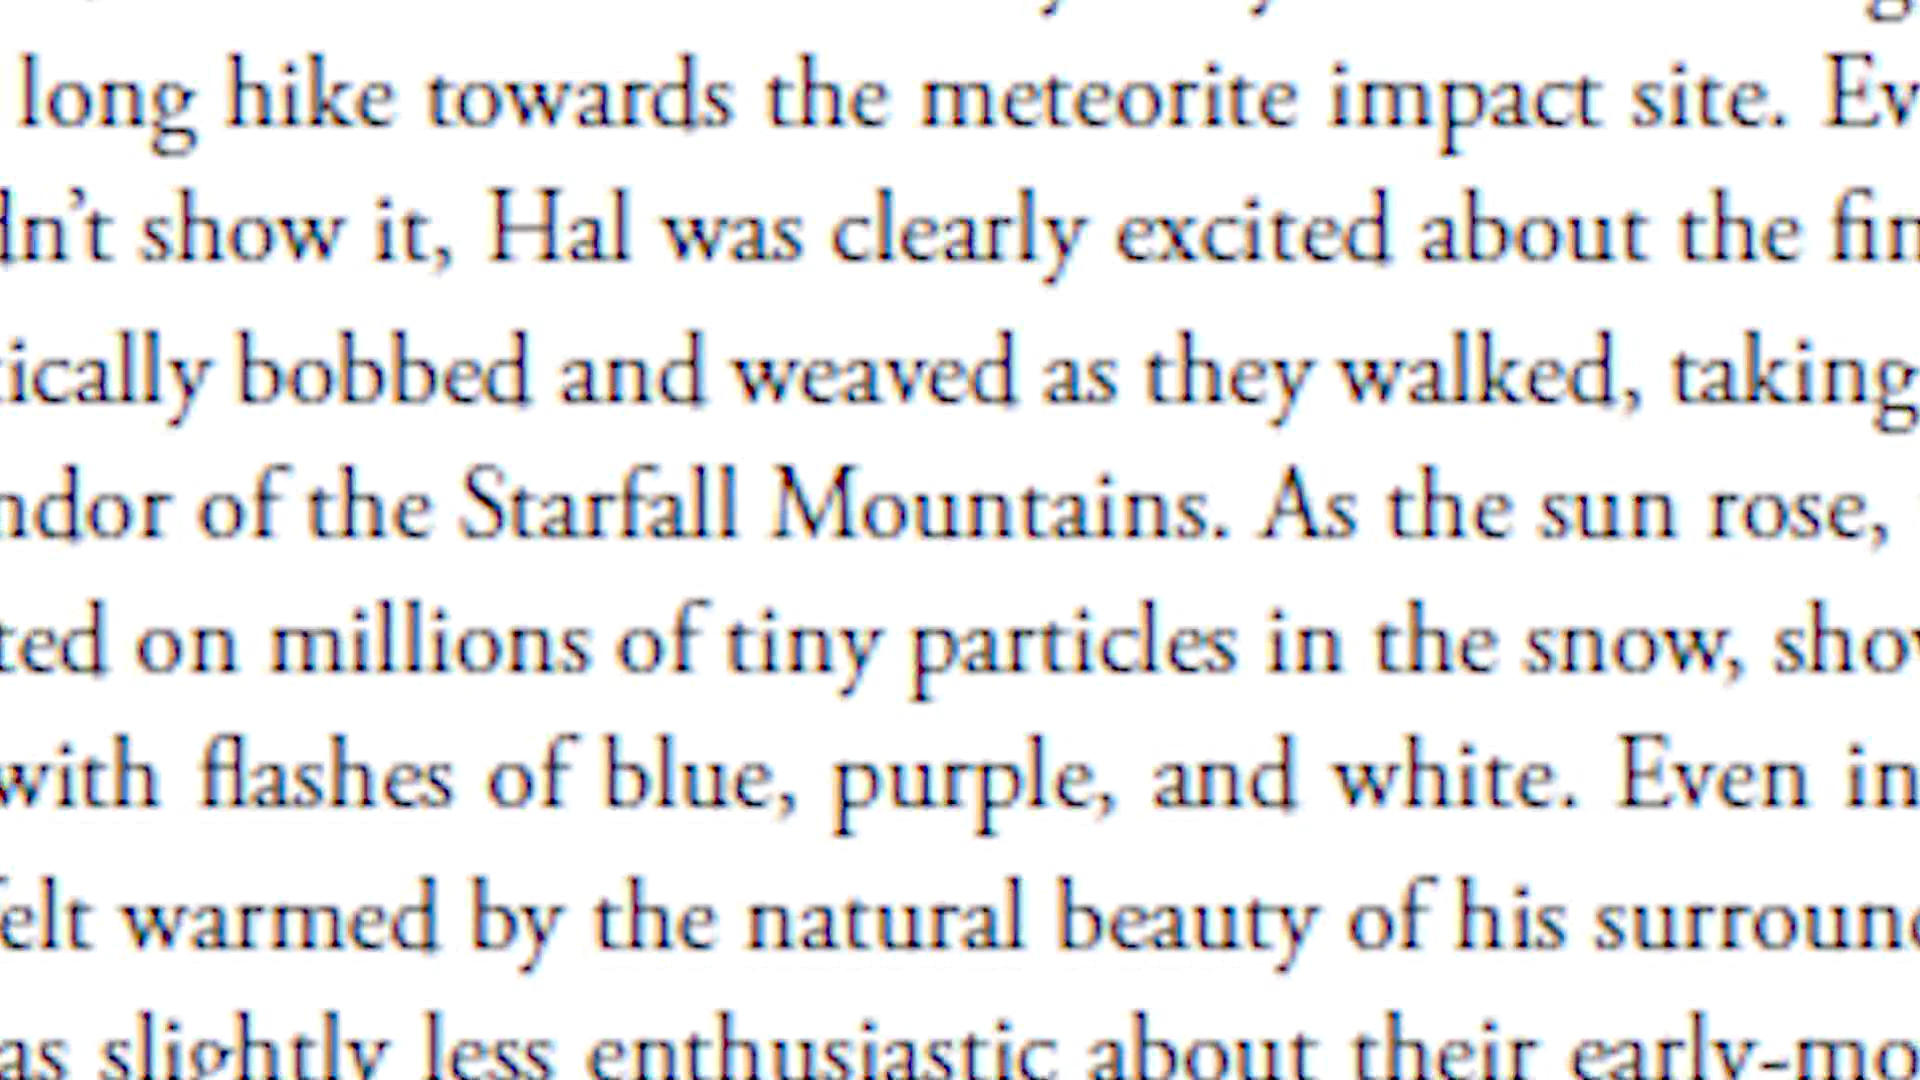 long hike towards the meteorite impact site. Ev
dn’t show it, Hal was clearly excited about the fin
ically bobbed and weaved as they walked, taking
ndor of the Starfall Mountains. As the sun rose,
ted on millions of tiny particles in the snow, show
with flashes of blue, purple, and white. Even in
felt warmed by the natural beauty of his surround
as slightly less enthusiastic about their early-mo